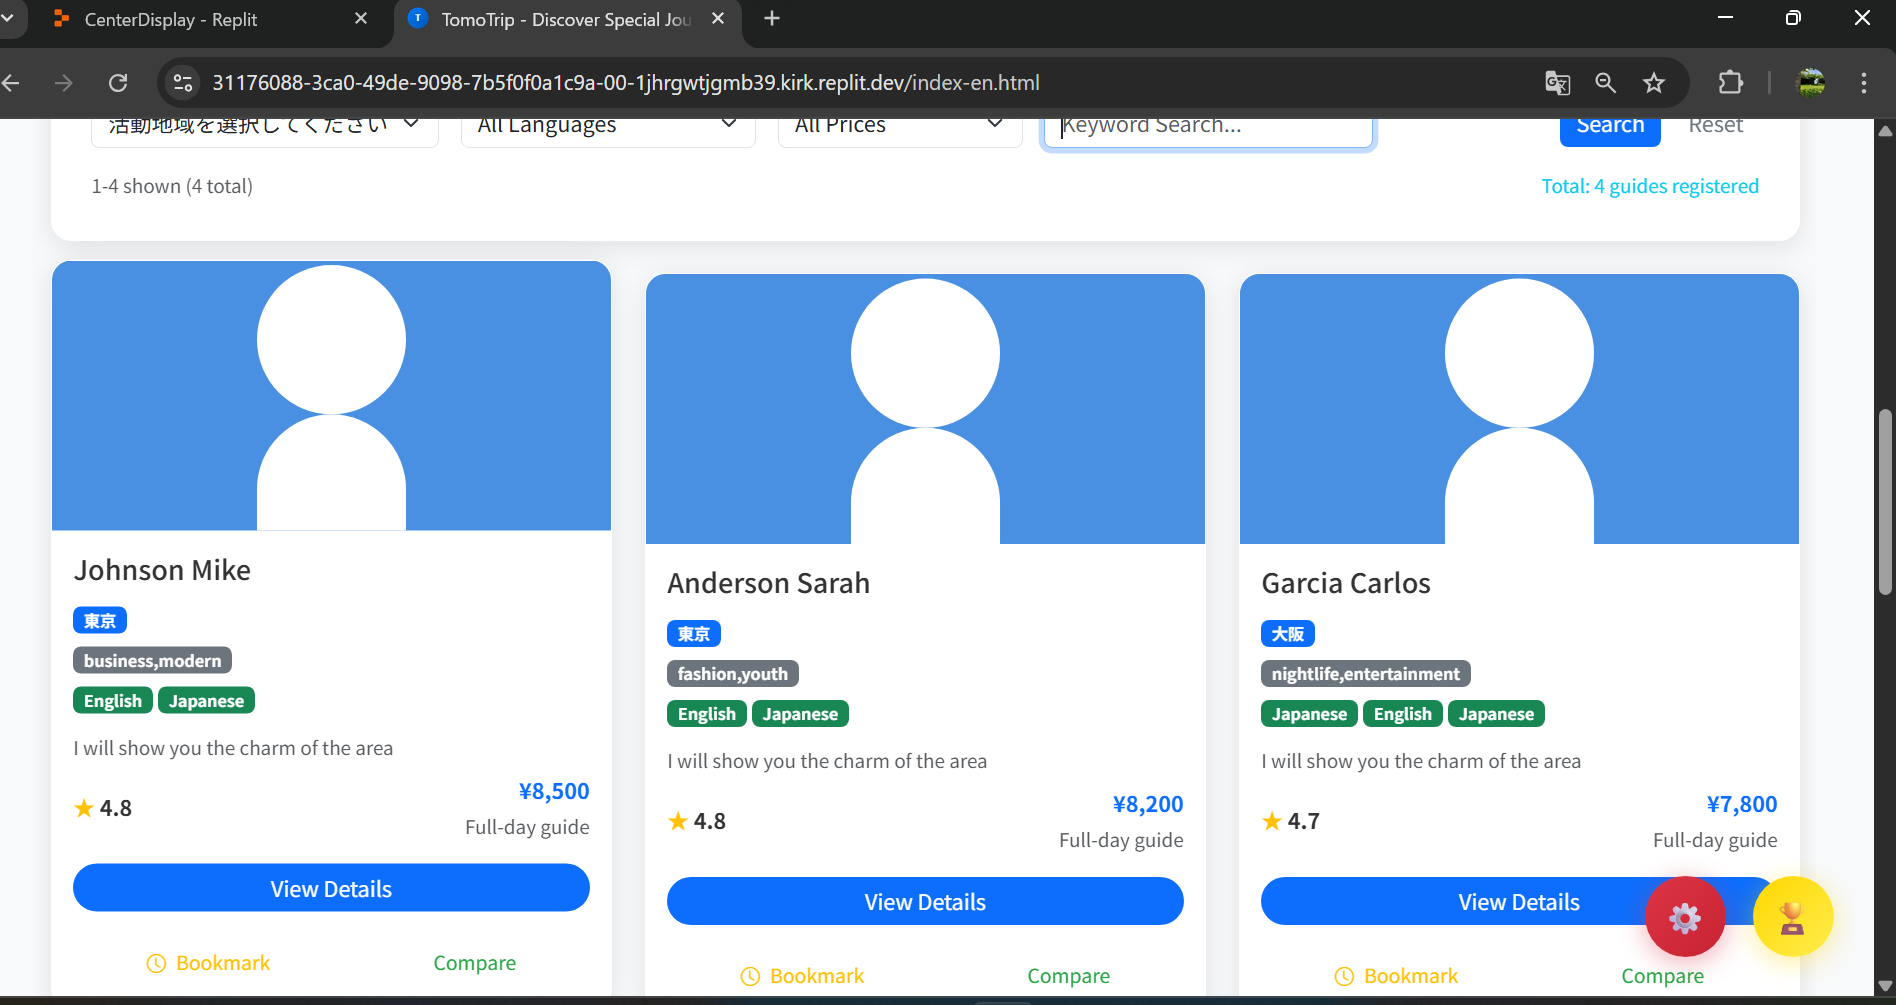 CenterDisplay - Replit
TomoTrip - Discover Special Jou
31176088-3ca0-49de-9098-7b5f0f0a1c9a-00-1jhrgwtjgmb39.kirk.replit.dev/index-en.html
活動地域を選択してください
All Languages
All Prices
Keyword Search...
Search
Reset
1-4 shown (4 total)
Total: 4 guides registered
Johnson Mike
東京
business,modern
English Japanese
I will show you the charm of the area
★ 4.8
¥8,500
Full-day guide
View Details
Bookmark
Compare
Anderson Sarah
東京
fashion,youth
English Japanese
I will show you the charm of the area
★ 4.8
¥8,200
Full-day guide
View Details
Bookmark
Compare
Garcia Carlos
大阪
nightlife,entertainment
Japanese English Japanese
I will show you the charm of the area
★ 4.7
¥7,800
Full-day guide
View Details
Bookmark
Compare